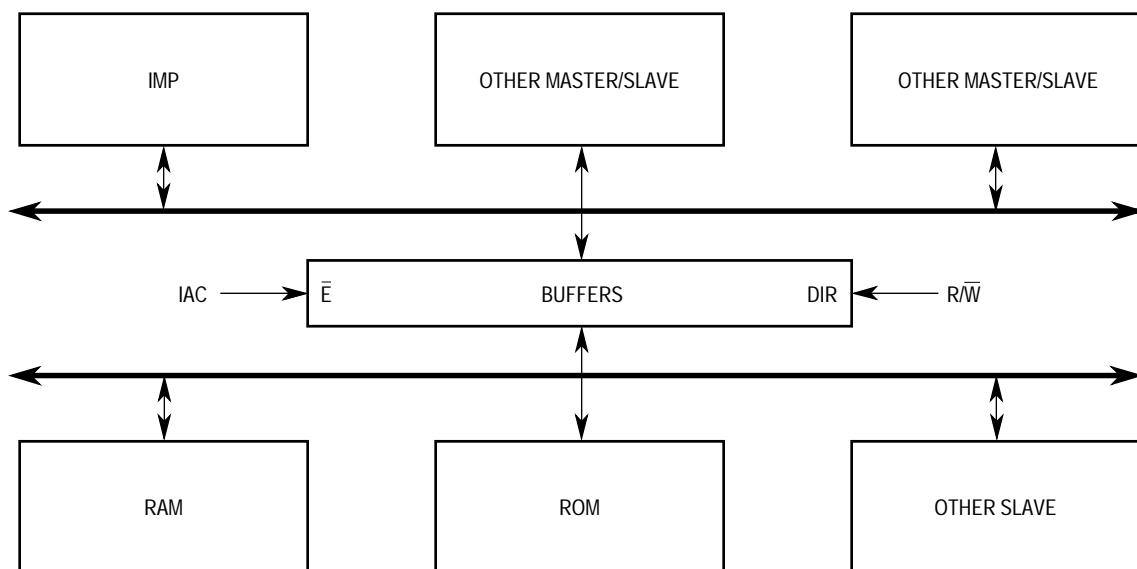 IMP
OTHER MASTER/SLAVE
OTHER MASTER/SLAVE
IAC
E̅
BUFFERS
DIR
R/W̅
RAM
ROM
OTHER SLAVE